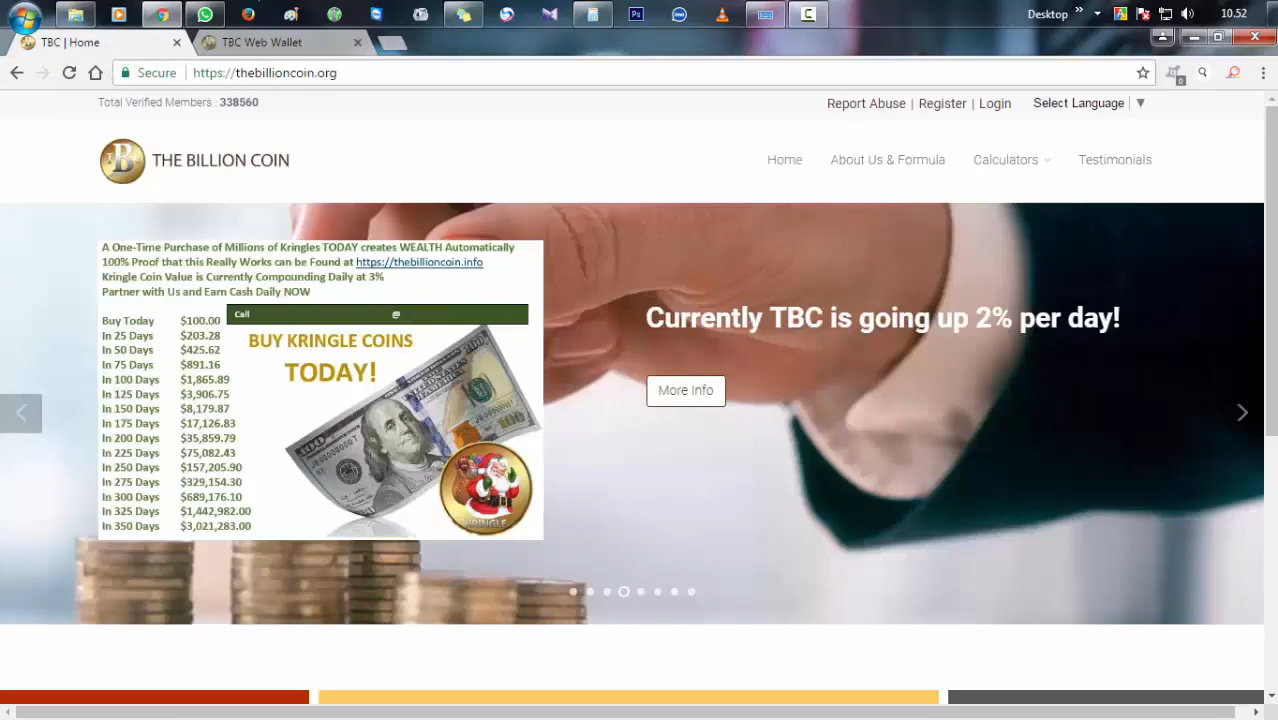 Desktop
»
10.52
TBC | Home
TBC Web Wallet
Secure
https://thebillioncoin.org
0
Total Verified Members : 338560
Report Abuse | Register | Login
Select Language
THE BILLION COIN
Home
About Us & Formula
Calculators
Testimonials
A One-Time Purchase of Millions of Kringles TODAY creates WEALTH Automatically
100% Proof that this Really Works can be Found at https://thebillioncoin.info
Kringle Coin Value is Currently Compounding Daily at 3%
Partner with Us and Earn Cash Daily NOW
Call @
Buy Today $100.00
In 25 Days $203.28
In 50 Days $425.62
In 75 Days $891.16
In 100 Days $1,865.89
In 125 Days $3,906.75
In 150 Days $8,179.87
In 175 Days $17,126.83
In 200 Days $35,859.79
In 225 Days $75,082.43
In 250 Days $157,205.90
In 275 Days $329,154.30
In 300 Days $689,176.10
In 325 Days $1,442,982.00
In 350 Days $3,021,283.00
BUY KRINGLE COINS
TODAY!
100
KRINGLE
Currently TBC is going up 2% per day!
More Info